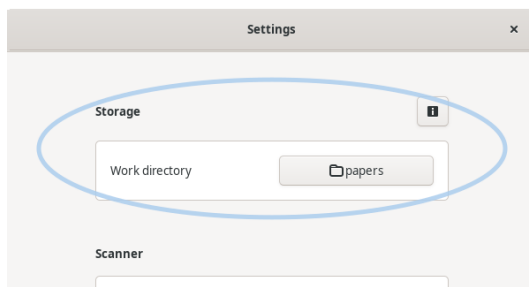 Settings
Storage
Work directory
papers
Scanner